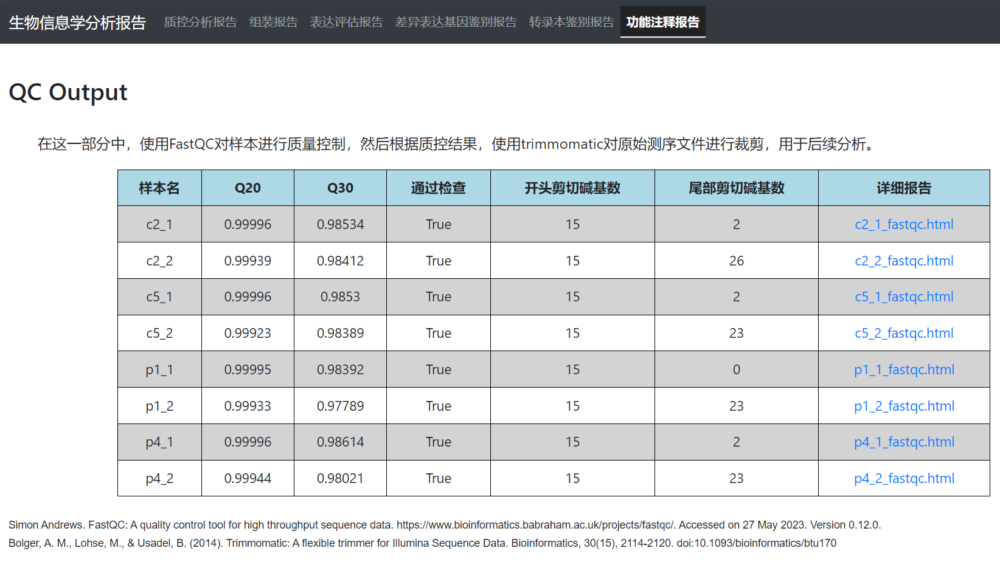 生物信息学分析报告 质控分析报告 组装报告 表达评估报告 差异表达基因鉴别报告 转录本鉴别报告 功能注释报告
QC Output
在这一部分中，使用FastQC对样本进行质量控制，然后根据质控结果，使用trimmomatic对原始测序文件进行裁剪，用于后续分析。
样本名 Q20 Q30 通过检查 开头剪切碱基数 尾部剪切碱基数 详细报告
c2_1 0.99996 0.98534 True 15 2 c2_1_fastqc.html
c2_2 0.99939 0.98412 True 15 26 c2_2_fastqc.html
c5_1 0.99996 0.9853 True 15 2 c5_1_fastqc.html
c5_2 0.99923 0.98389 True 15 23 c5_2_fastqc.html
p1_1 0.99995 0.98392 True 15 0 p1_1_fastqc.html
p1_2 0.99933 0.97789 True 15 23 p1_2_fastqc.html
p4_1 0.99996 0.98614 True 15 2 p4_1_fastqc.html
p4_2 0.99944 0.98021 True 15 23 p4_2_fastqc.html
Simon Andrews. FastQC: A quality control tool for high throughput sequence data. https://www.bioinformatics.babraham.ac.uk/projects/fastqc/. Accessed on 27 May 2023. Version 0.12.0.
Bolger, A. M., Lohse, M., & Usadel, B. (2014). Trimmomatic: A flexible trimmer for Illumina Sequence Data. Bioinformatics, 30(15), 2114-2120. doi:10.1093/bioinformatics/btu170